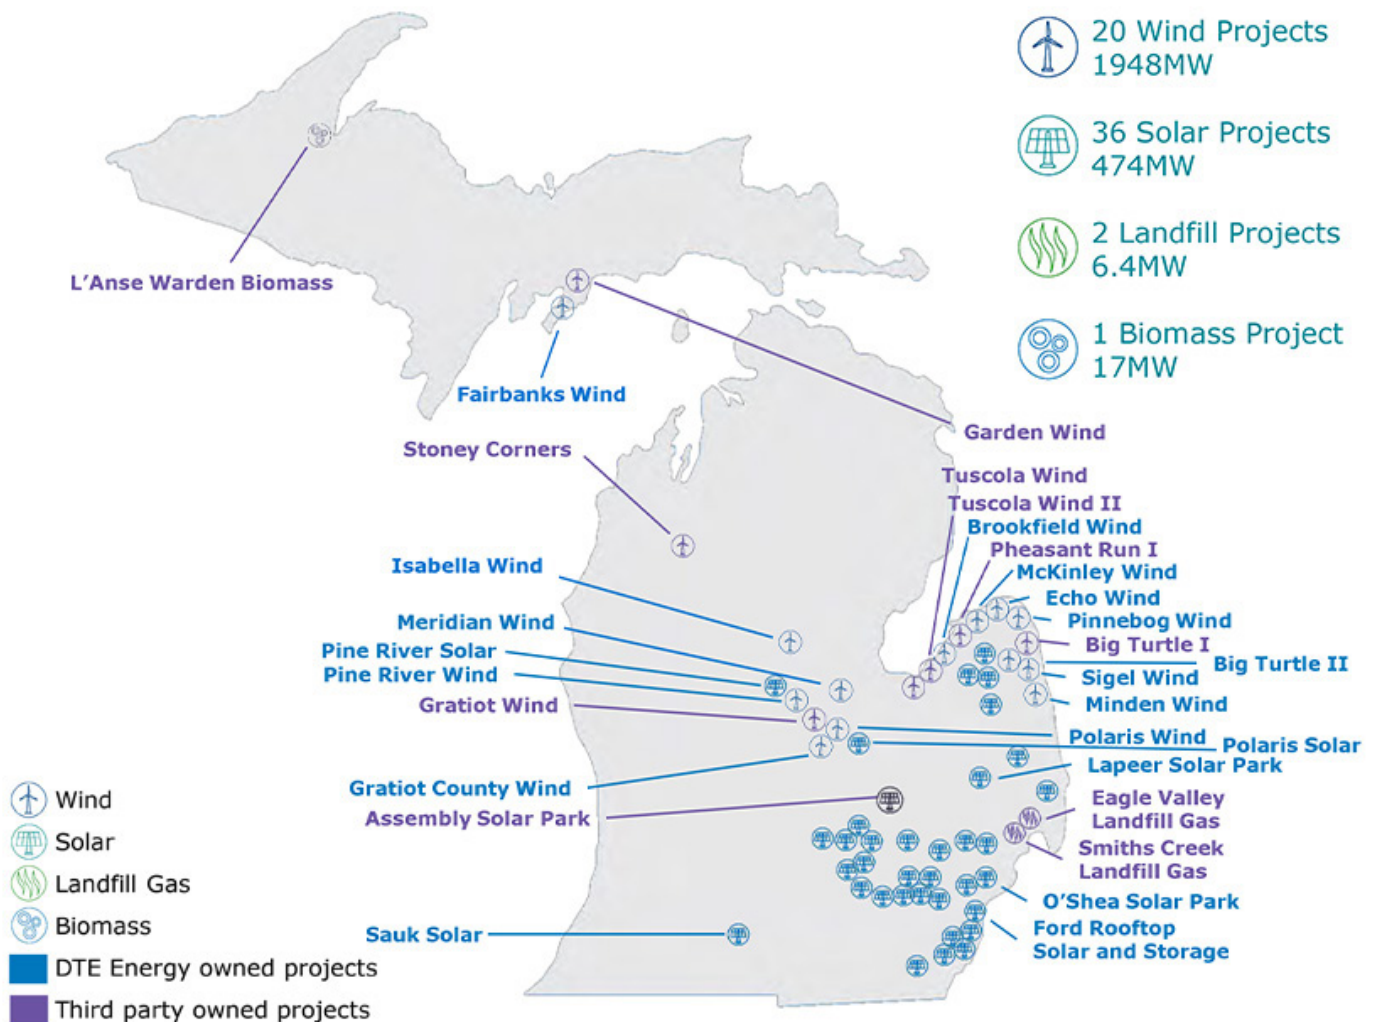 20 Wind Projects
1948MW
36 Solar Projects
474MW
2 Landfill Projects
6.4MW
1 Biomass Project
17MW
L'Anse Warden Biomass
Fairbanks Wind
Garden Wind
Stoney Corners
Tuscola Wind
Tuscola Wind II
Brookfield Wind
Pheasant Run I
McKinley Wind
Echo Wind
Pinnebog Wind
Big Turtle I
Big Turtle II
Sigel Wind
Minden Wind
Isabella Wind
Meridian Wind
Pine River Solar
Pine River Wind
Gratiot Wind
Polaris Wind
Polaris Solar
Lapeer Solar Park
Gratiot County Wind
Assembly Solar Park
Eagle Valley
Landfill Gas
Smiths Creek
Landfill Gas
O'Shea Solar Park
Ford Rooftop
Solar and Storage
Sauk Solar
Wind
Solar
Landfill Gas
Biomass
DTE Energy owned projects
Third party owned projects